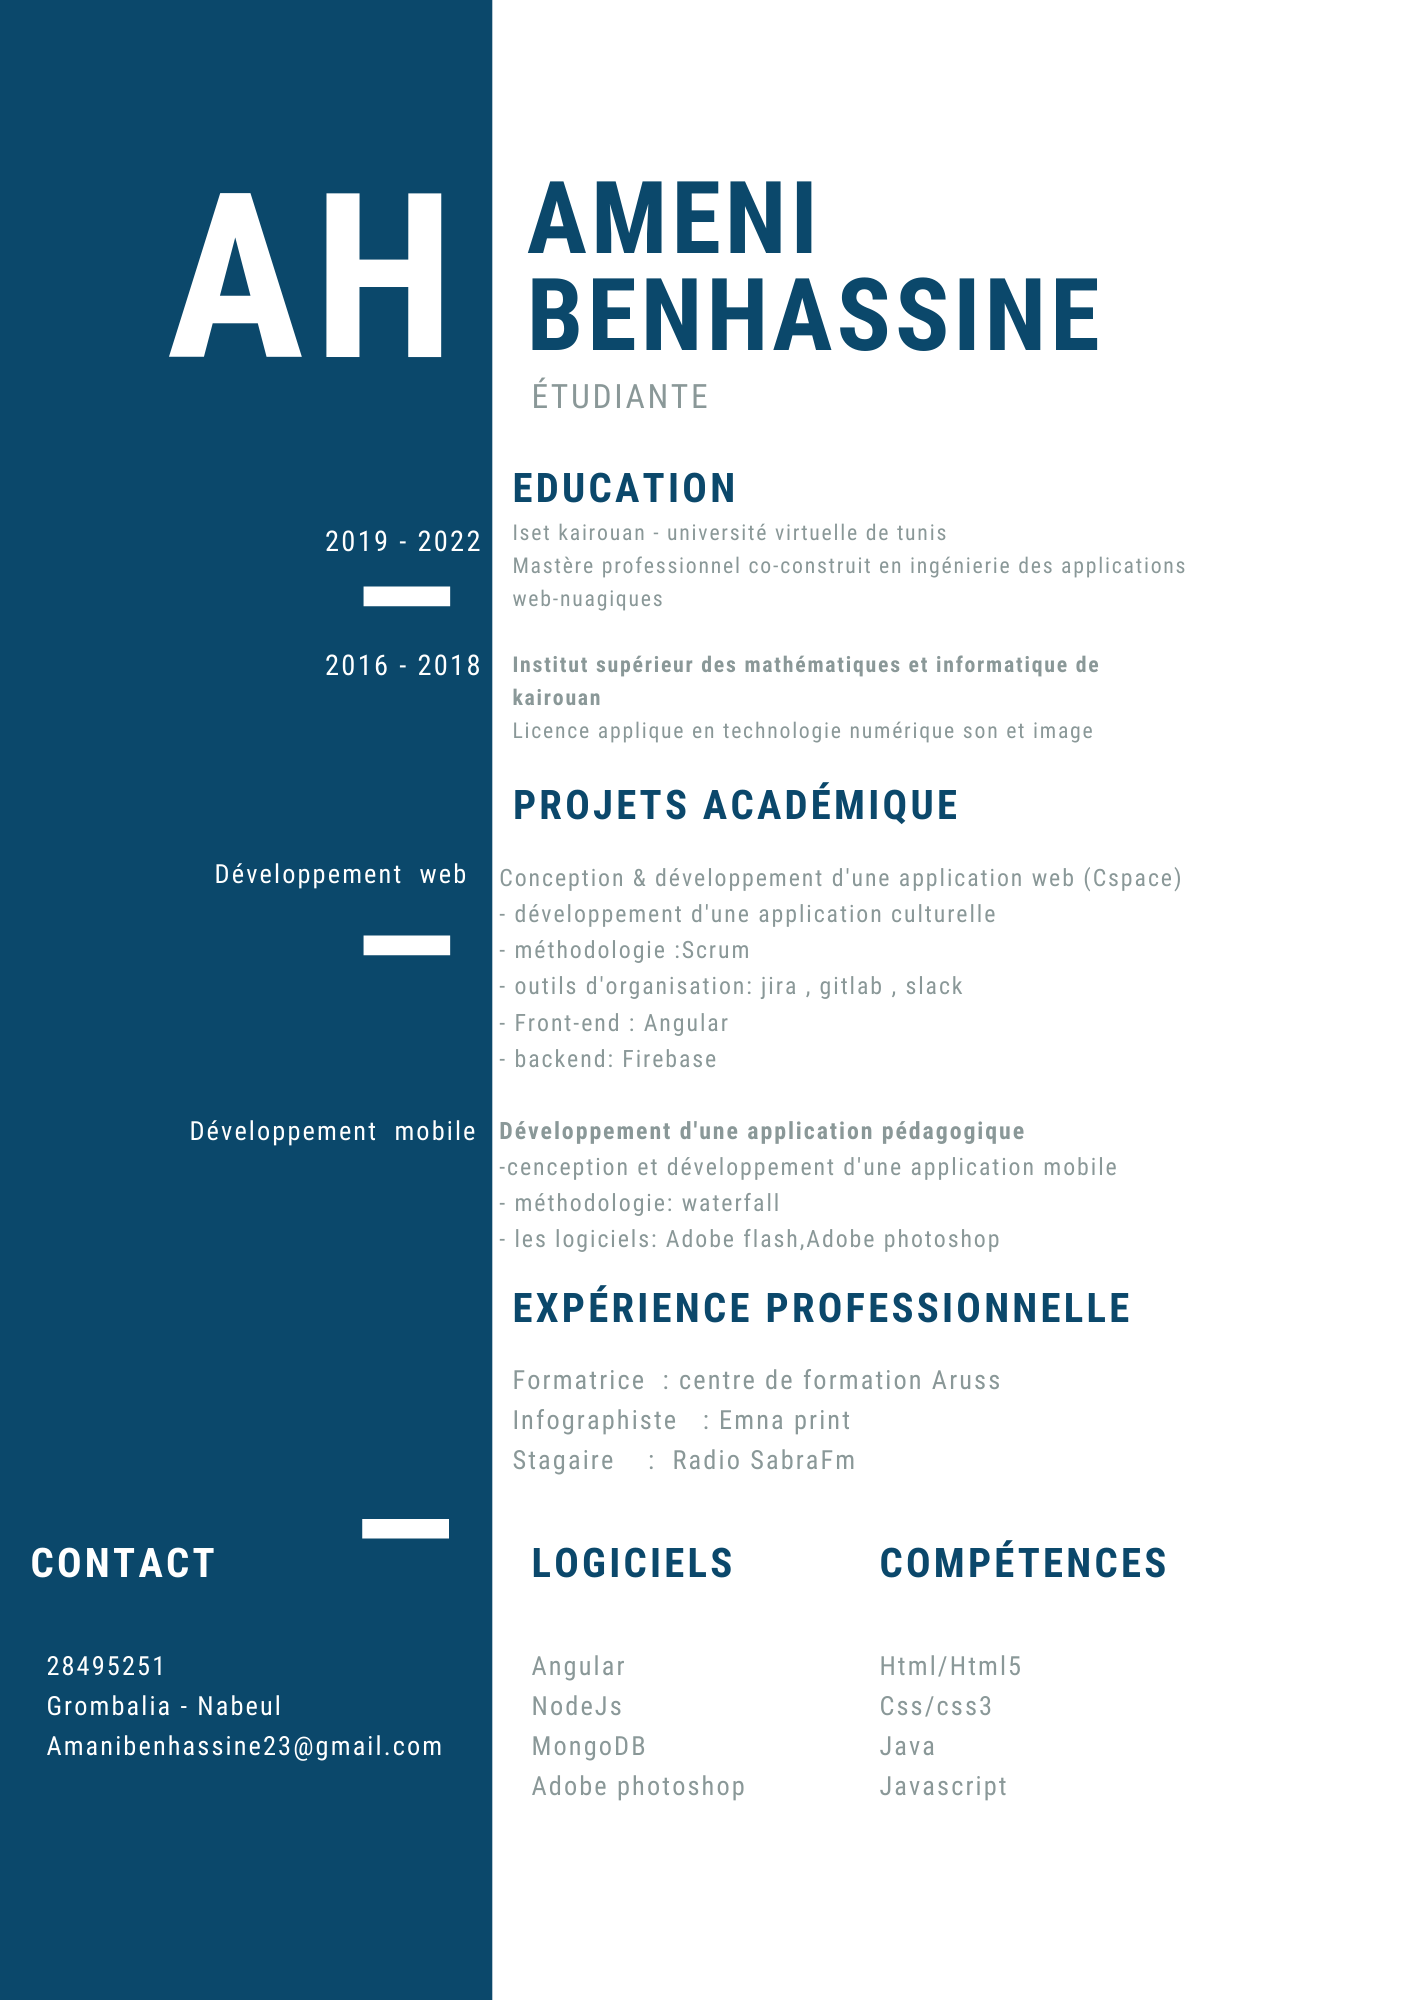 AH
AMENI
BENHASSINE
ÉTUDIANTE
EDUCATION
2019 - 2022
Iset kairouan - université virtuelle de tunis
Mastère professionnel co-construit en ingénierie des applications
web-nuagiques
2016 - 2018
Institut supérieur des mathématiques et informatique de
kairouan
Licence applique en technologie numérique son et image
PROJETS ACADÉMIQUE
Développement web
Conception & développement d'une application web (Cspace)
- développement d'une application culturelle
- méthodologie :Scrum
- outils d'organisation: jira , gitlab , slack
- Front-end : Angular
- backend: Firebase
Développement mobile
Développement d'une application pédagogique
-cenception et développement d'une application mobile
- méthodologie: waterfall
- les logiciels: Adobe flash,Adobe photoshop
EXPÉRIENCE PROFESSIONNELLE
Formatrice : centre de formation Aruss
Infographiste : Emna print
Stagaire : Radio SabraFm
CONTACT
28495251
Grombalia - Nabeul
Amanibenhassine23@gmail.com
LOGICIELS
Angular
NodeJs
MongoDB
Adobe photoshop
COMPÉTENCES
Html/Html5
Css/css3
Java
Javascript